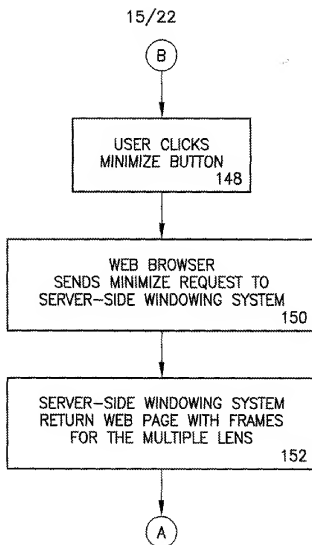 15/22
B
USER CLICKS
MINIMIZE BUTTON
148
WEB BROWSER
SENDS MINIMIZE REQUEST TO
SERVER-SIDE WINDOWING SYSTEM
150
SERVER-SIDE WINDOWING SYSTEM
RETURN WEB PAGE WITH FRAMES
FOR THE MULTIPLE LENS
152
A